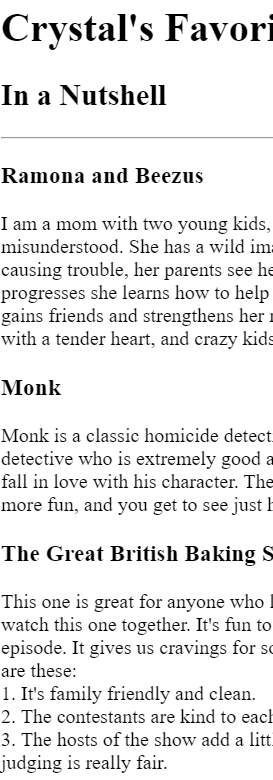 Crystal's Favori
In a Nutshell
Ramona and Beezus
I am a mom with two young kids,
misunderstood. She has a wild ima
causing trouble, her parents see he
progresses she learns how to help
gains friends and strengthens her r
with a tender heart, and crazy kids
Monk
Monk is a classic homicide detect
detective who is extremely good a
fall in love with his character. The
more fun, and you get to see just h
The Great British Baking S
This one is great for anyone who l
watch this one together. It's fun to
episode. It gives us cravings for so
are these:
1. It's family friendly and clean.
2. The contestants are kind to each
3. The hosts of the show add a littl
judging is really fair.